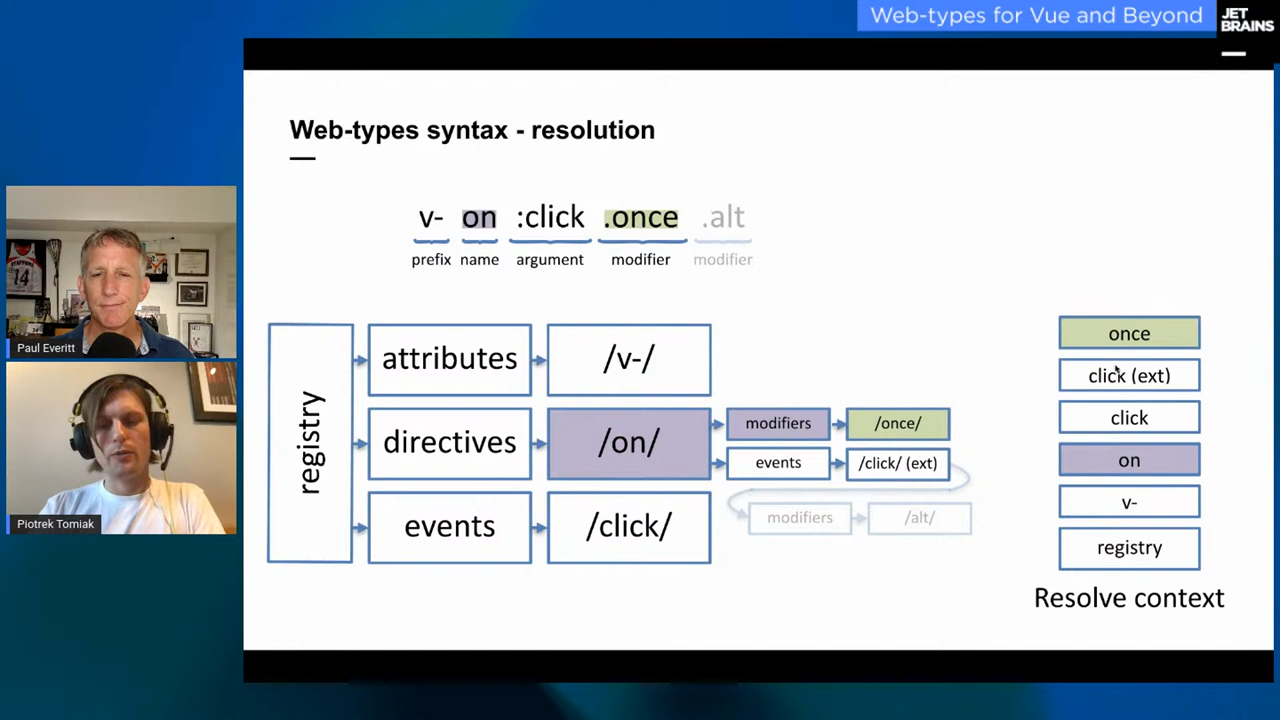 Web-types for Vue and Beyond
JET
BRAINS
Web-types syntax - resolution
v- on :click .once .alt
prefix name argument modifier modifier
registry
attributes
/v-/
directives
/on/
modifiers
/once/
events
/click/ (ext)
modifiers
/alt/
events
/click/
once
click (ext)
click
on
v-
registry
Resolve context
Paul Everitt
Piotrek Tomiak
14